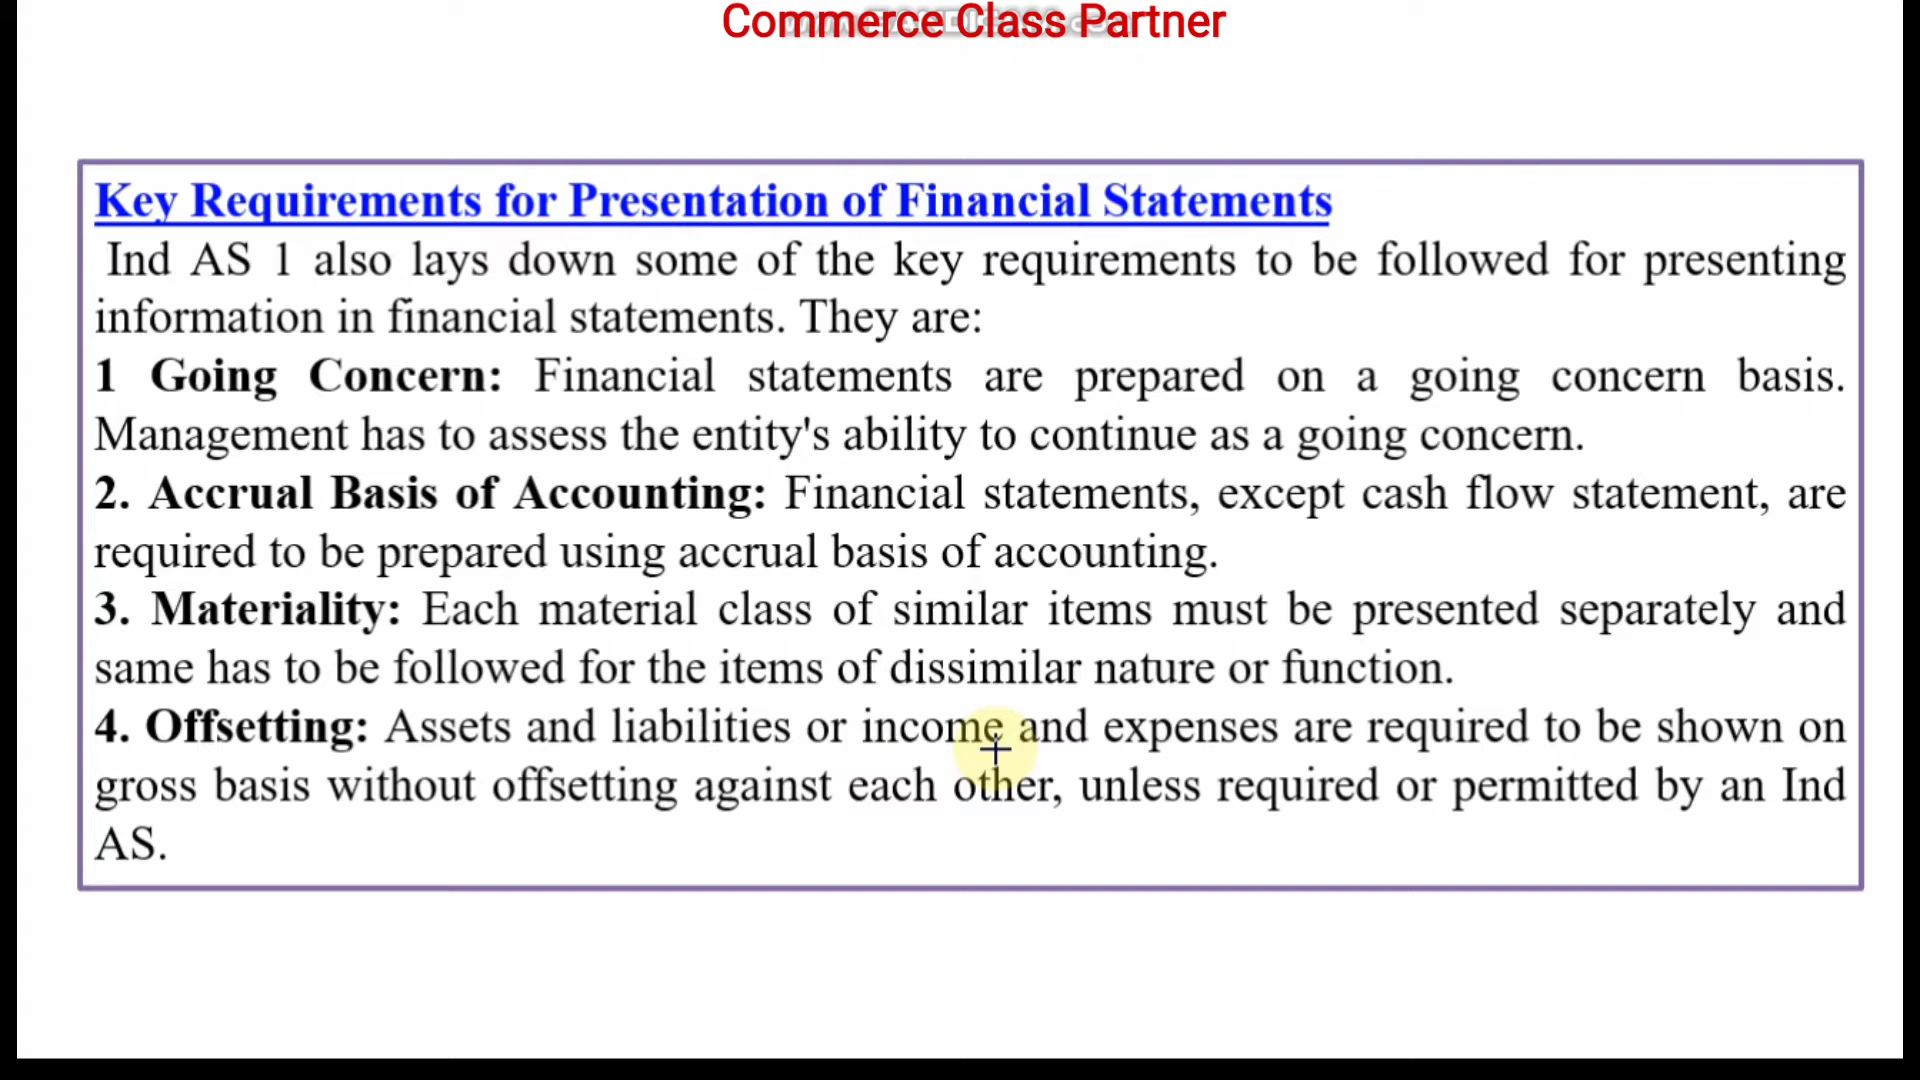 Commerce Class Partner
Key Requirements for Presentation of Financial Statements
Ind AS 1 also lays down some of the key requirements to be followed for presenting
information in financial statements. They are:
1 Going Concern: Financial statements are prepared on a going concern basis.
Management has to assess the entity's ability to continue as a going concern.
2. Accrual Basis of Accounting: Financial statements, except cash flow statement, are
required to be prepared using accrual basis of accounting.
3. Materiality: Each material class of similar items must be presented separately and
same has to be followed for the items of dissimilar nature or function.
4. Offsetting: Assets and liabilities or income and expenses are required to be shown on
gross basis without offsetting against each other, unless required or permitted by an Ind
AS.